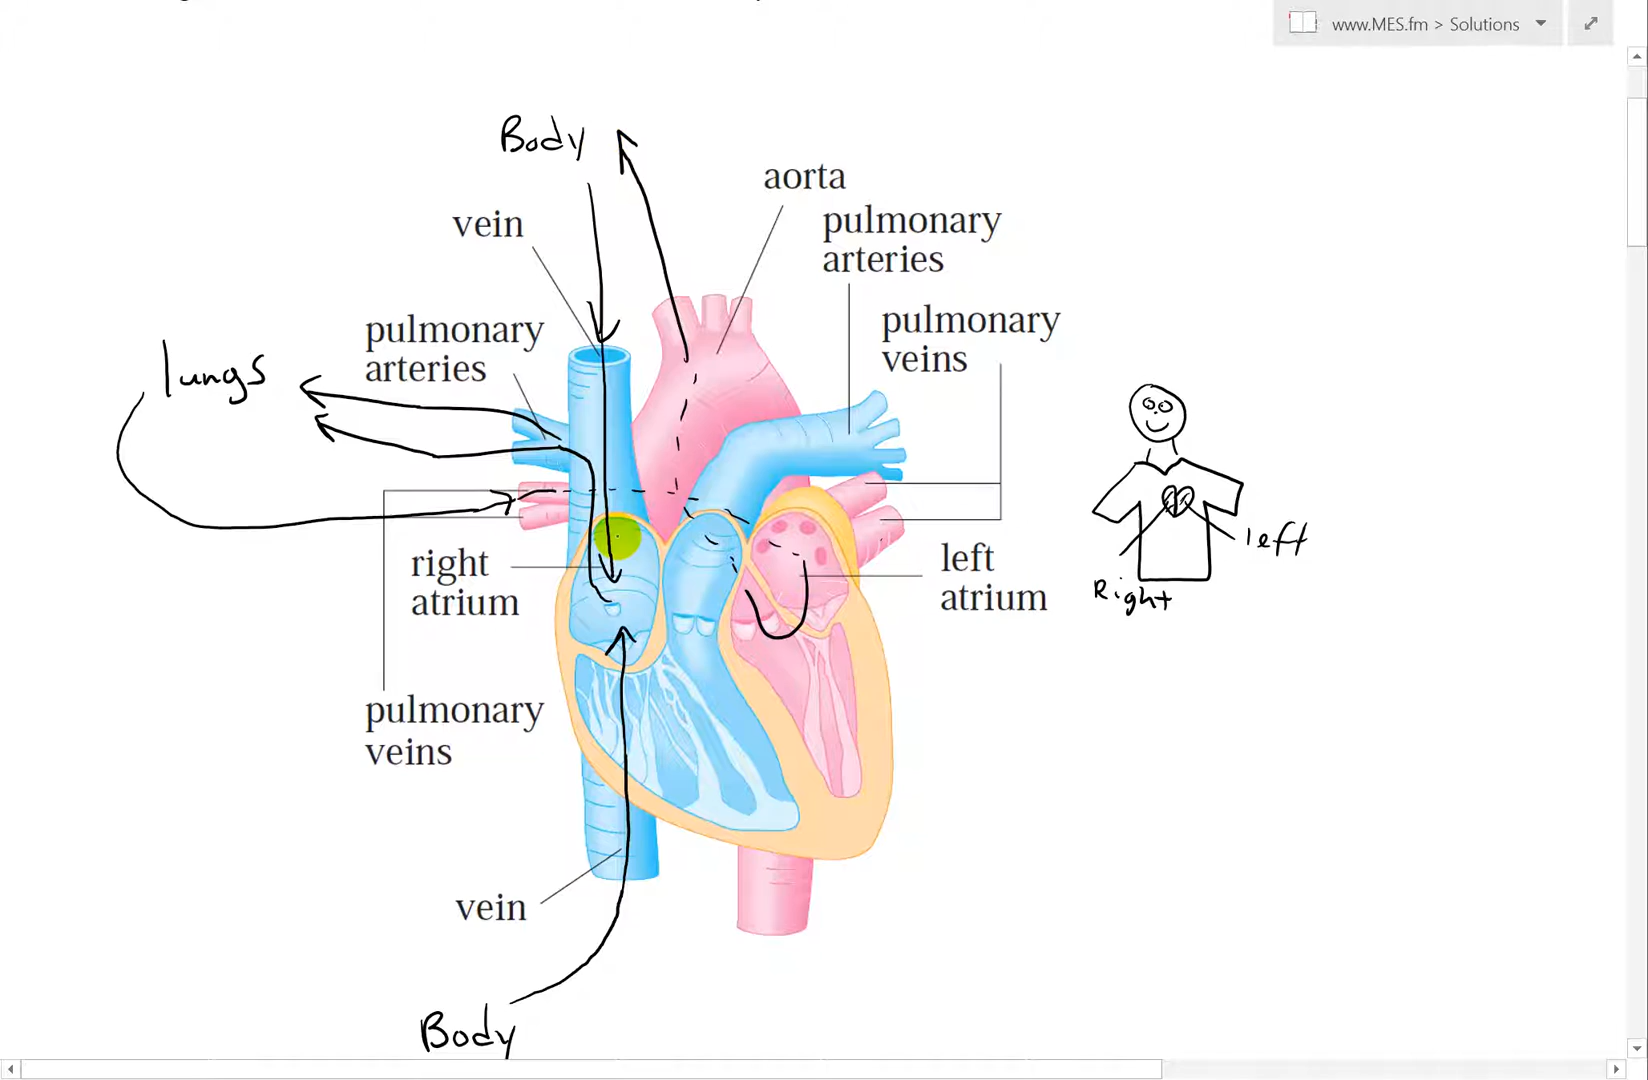 www.MES.fm > Solutions
Body
aorta
vein
pulmonary
arteries
pulmonary
arteries
pulmonary
veins
lungs
right
atrium
left
atrium
left
Right
pulmonary
veins
vein
Body